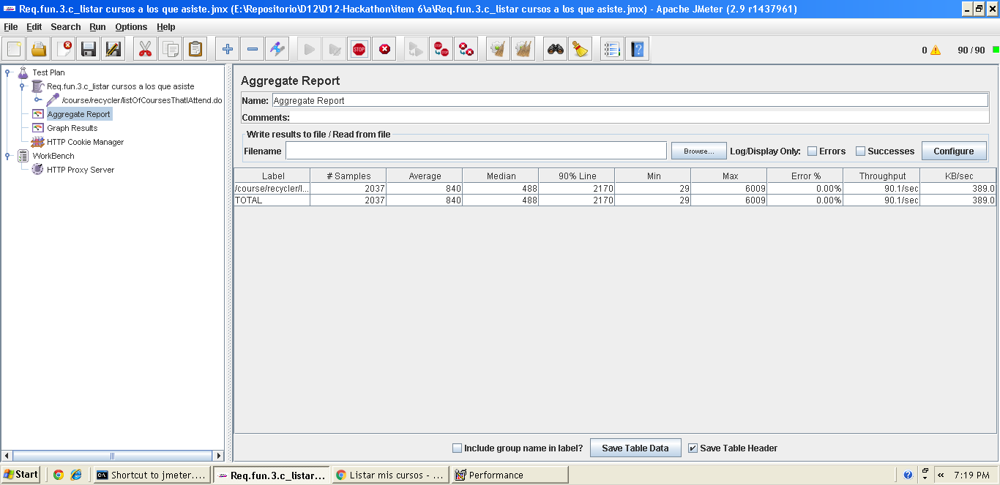 Req.fun.3.c_listar cursos a los que asiste.jmx (E:\Repositorio\D12\D12-Hackathon\item 6\a\Req.fun.3.c_listar cursos a los que asiste.jmx) - Apache JMeter (2.9 r1437961)
File Edit Search Run Options Help
STOP 0 90 / 90
Test Plan
Req.fun.3.c_listar cursos a los que asiste
/course/recycler/listOfCoursesThatIAttend.do
Aggregate Report
Graph Results
HTTP Cookie Manager
WorkBench
HTTP Proxy Server
Aggregate Report
Name: Aggregate Report
Comments:
Write results to file / Read from file
Filename Browse... Log/Display Only: Errors Successes Configure
Label # Samples Average Median 90% Line Min Max Error % Throughput KB/sec
/course/recycler/l... 2037 840 488 2170 29 6009 0.00% 90.1/sec 389.0
TOTAL 2037 840 488 2170 29 6009 0.00% 90.1/sec 389.0
Include group name in label? Save Table Data Save Table Header
Start Shortcut to jmeter.... Req.fun.3.c_listar... Listar mis cursos - ... Performance « 7:19 PM